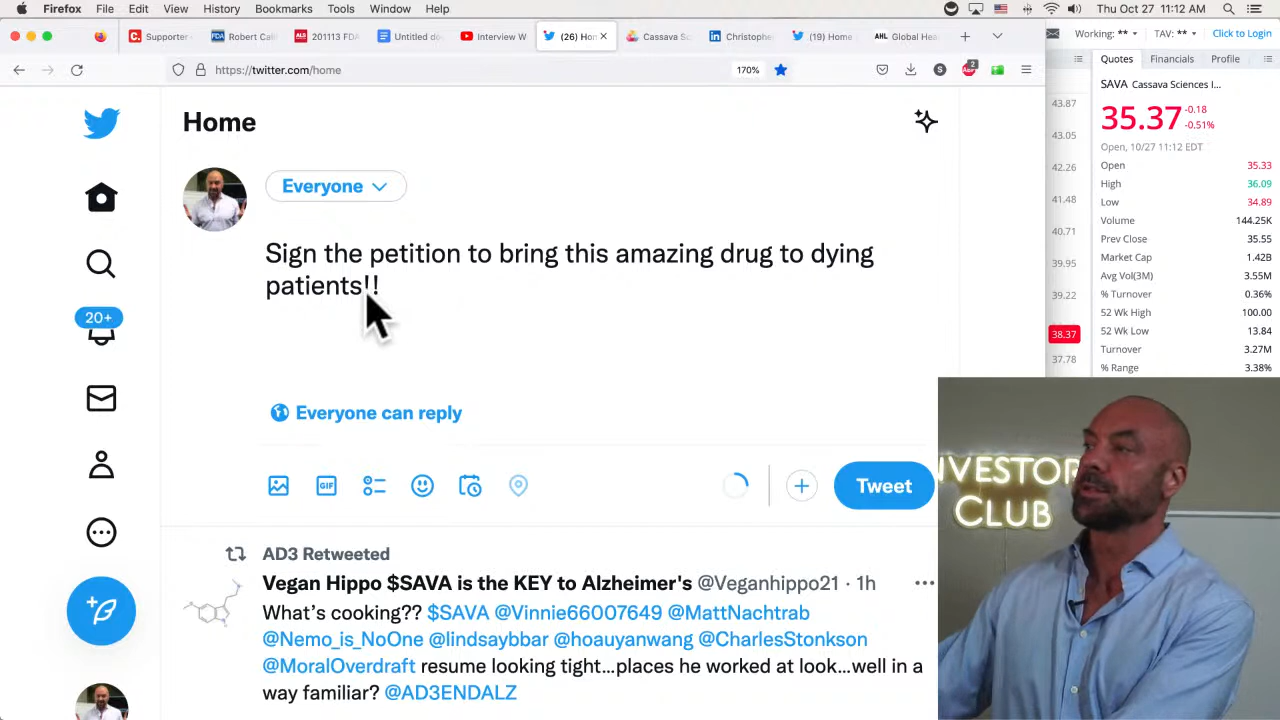 Firefox File Edit View History Bookmarks Tools Window Help Thu Oct 27 11:12 AM
Supporter Robert Cali 201113 FD Untitled do Interview W (26) Hom Cassava Sc Christophe (19) Home AHL Global Hea
Working: ** TAV: ** Click to Login
https://twitter.com/home 170% 2
Quotes Financials Profile
SAVA Cassava Sciences I...
35.37 -0.18
-0.51%
Open, 10/27 11:12 EDT
Open 35.33
High 36.09
Low 34.89
Volume 144.25K
Prev Close 35.55
Market Cap 1.42B
Avg Vol(3M) 3.55M
% Turnover 0.36%
52 Wk High 100.00
52 Wk Low 13.84
Turnover 3.27M
% Range 3.38%
43.87
43.05
42.26
41.48
40.71
39.95
39.22
38.37
37.78
Home
Everyone
Sign the petition to bring this amazing drug to dying
patients!!
20+
Everyone can reply
GIF
Tweet
AD3 Retweeted
Vegan Hippo $SAVA is the KEY to Alzheimer's @Veganhippo21 · 1h
What's cooking?? $SAVA @Vinnie66007649 @MattNachtrab
@Nemo_is_NoOne @lindsaybbar @hoauyanwang @CharlesStonkson
@MoralOverdraft resume looking tight...places he worked at look...well in a
way familiar? @AD3ENDALZ
NVESTOR
CLUB